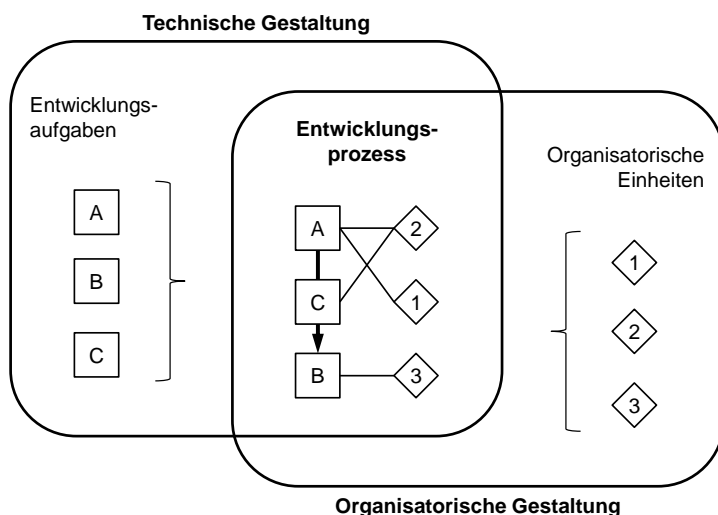 Technische Gestaltung
Entwicklungs-
aufgaben
A
B
C
Entwicklungs-
prozess
A
2
C
1
B
3
Organisatorische
Einheiten
1
2
3
Organisatorische Gestaltung